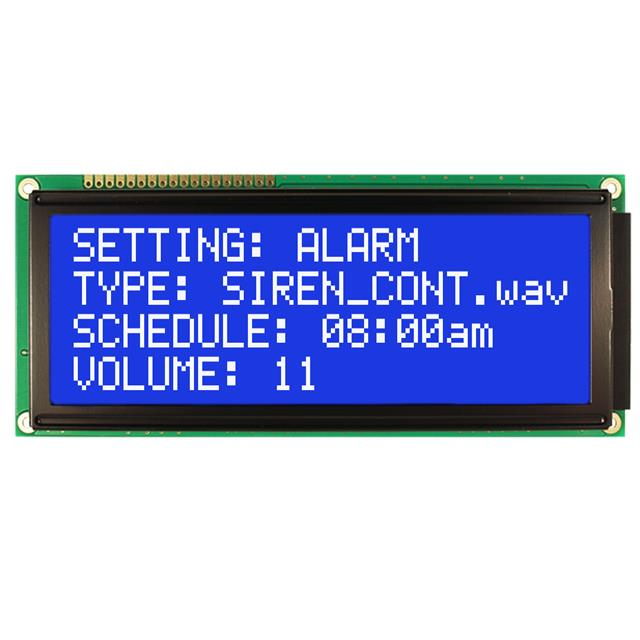 SETTING: ALARM
TYPE: SIREN_CONT.wav
SCHEDULE: 08:00am
VOLUME: 11